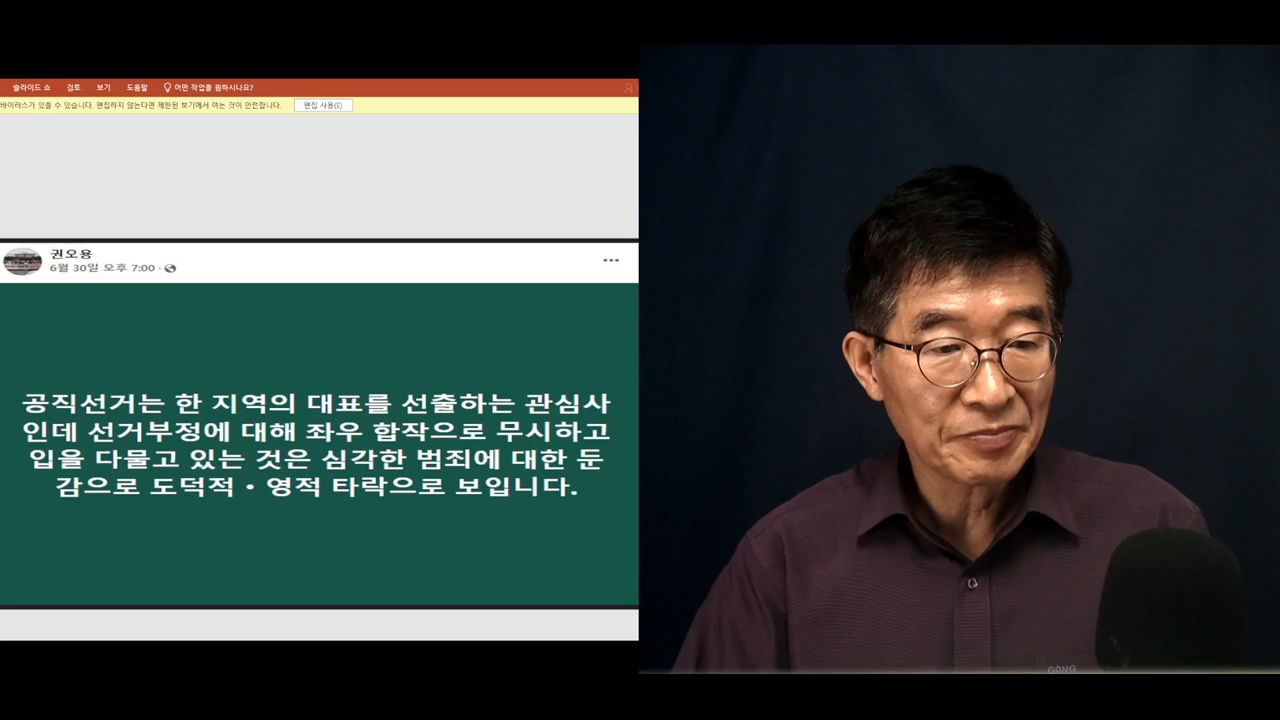 슬라이드 쇼 검토 보기 도움말 어떤 작업을 원하시나요?
바이러스가 있을 수 있습니다. 편집하지 않는다면 제한된 보기에서 여는 것이 안전합니다. 편집 사용(E)
권오용
6월 30일 오후 7:00 ·
공직선거는 한 지역의 대표를 선출하는 관심사
인데 선거부정에 대해 좌우 합작으로 무시하고
입을 다물고 있는 것은 심각한 범죄에 대한 둔
감으로 도덕적 · 영적 타락으로 보입니다.
GONG